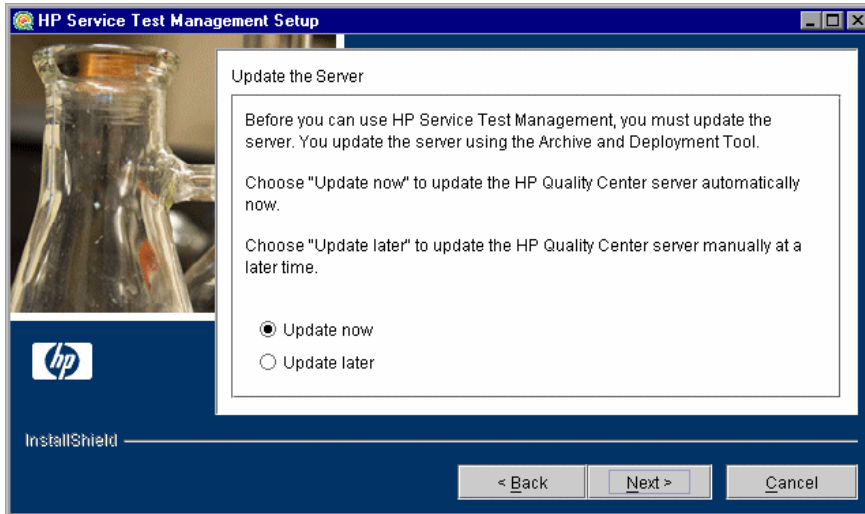 HP Service Test Management Setup
Update the Server
Before you can use HP Service Test Management, you must update the
server. You update the server using the Archive and Deployment Tool.
Choose "Update now" to update the HP Quality Center server automatically
now.
Choose "Update later" to update the HP Quality Center server manually at a
later time.
Update now
Update later
hp
InstallShield
< Back
Next >
Cancel